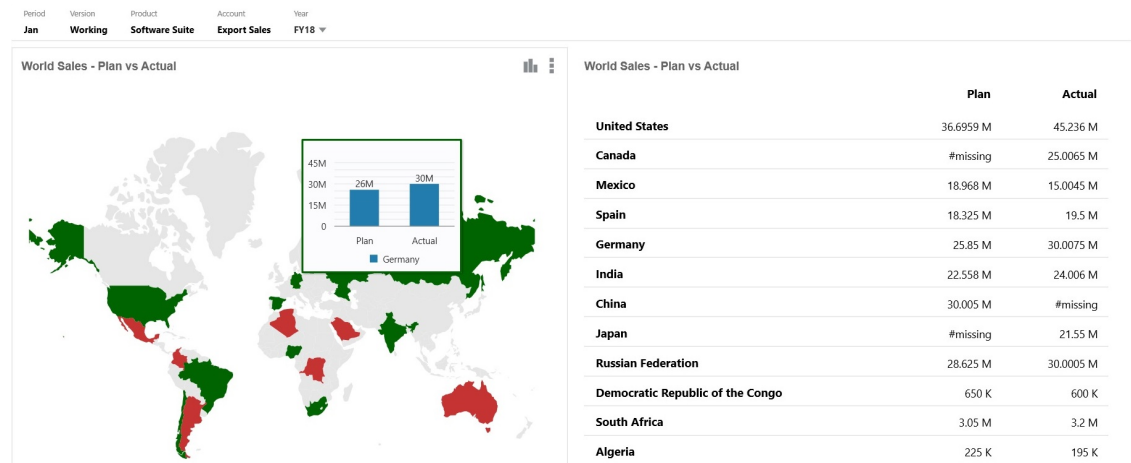 Period Version Product Account Year
Jan Working Software Suite Export Sales FY18
World Sales - Plan vs Actual
45M
30M
15M
0
26M
30M
Plan Actual
Germany
World Sales - Plan vs Actual
Plan Actual
United States 36.6959 M 45.236 M
Canada #missing 25.0065 M
Mexico 18.968 M 15.0045 M
Spain 18.325 M 19.5 M
Germany 25.85 M 30.0075 M
India 22.558 M 24.006 M
China 30.005 M #missing
Japan #missing 21.55 M
Russian Federation 28.625 M 30.0005 M
Democratic Republic of the Congo 650 K 600 K
South Africa 3.05 M 3.2 M
Algeria 225 K 195 K